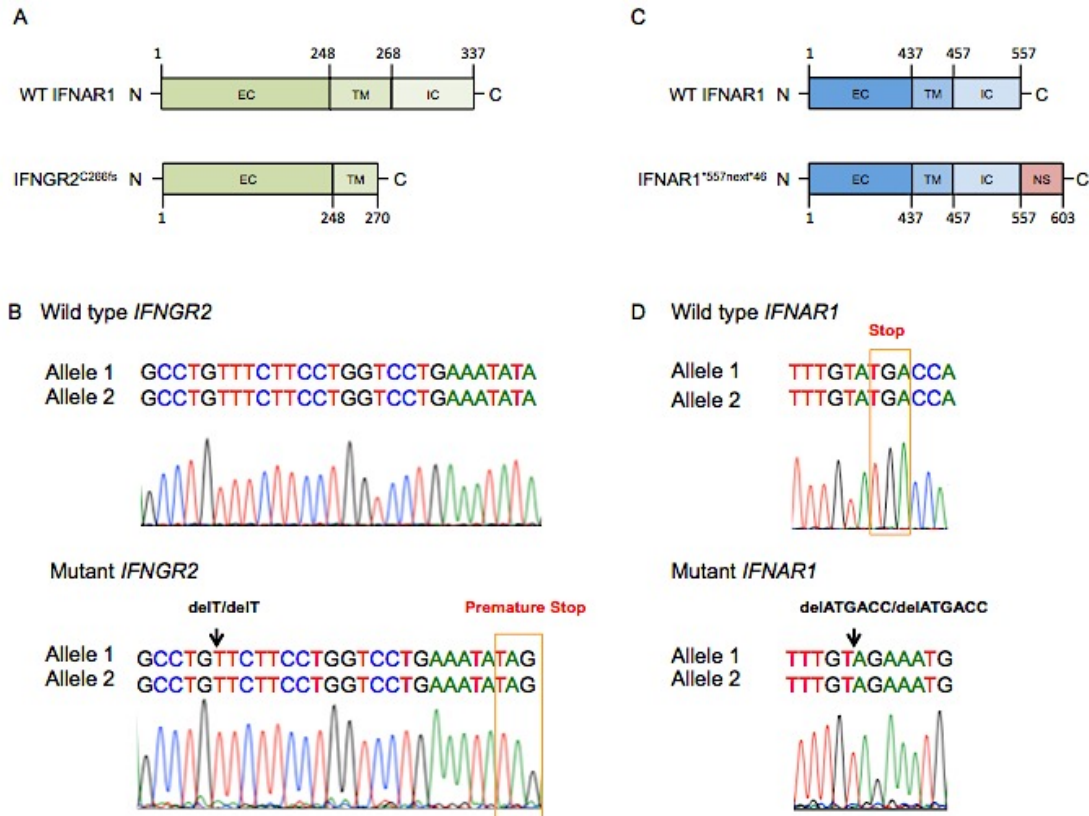 A
1 248 268 337
WT IFNAR1 N EC TM IC C
IFNGR2C266fs N EC TM C
1 248 270
B Wild type IFNGR2
Allele 1 GCCTGTTTCTTCCTGGTCCTGAAATATA
Allele 2 GCCTGTTTCTTCCTGGTCCTGAAATATA
Mutant IFNGR2
delT/delT Premature Stop
Allele 1 GCCTGTTCTTCCTGGTCCTGAAATATAG
Allele 2 GCCTGTTCTTCCTGGTCCTGAAATATAG
C
1 437 457 557
WT IFNAR1 N EC TM IC C
IFNAR1*557next*46 N EC TM IC NS C
1 437 457 557 603
D Wild type IFNAR1
Stop
Allele 1 TTTGTATGACCA
Allele 2 TTTGTATGACCA
Mutant IFNAR1
delATGACC/delATGACC
Allele 1 TTTGTAGAAATG
Allele 2 TTTGTAGAAATG